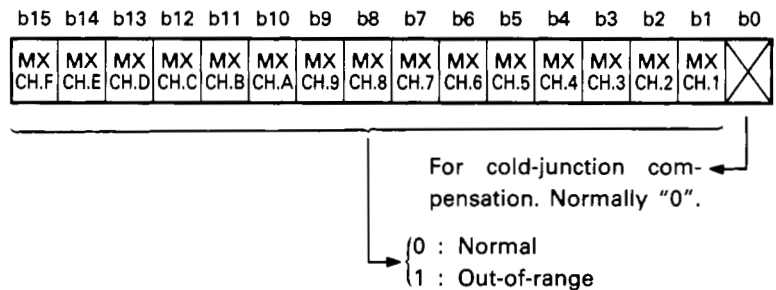 b15 b14 b13 b12 b11 b10 b9 b8 b7 b6 b5 b4 b3 b2 b1 b0
MX MX MX MX MX MX MX MX MX MX MX MX MX MX MX
CH.F CH.E CH.D CH.C CH.B CH.A CH.9 CH.8 CH.7 CH.6 CH.5 CH.4 CH.3 CH.2 CH.1
For cold-junction com-
pensation. Normally "0".
0 : Normal
1 : Out-of-range